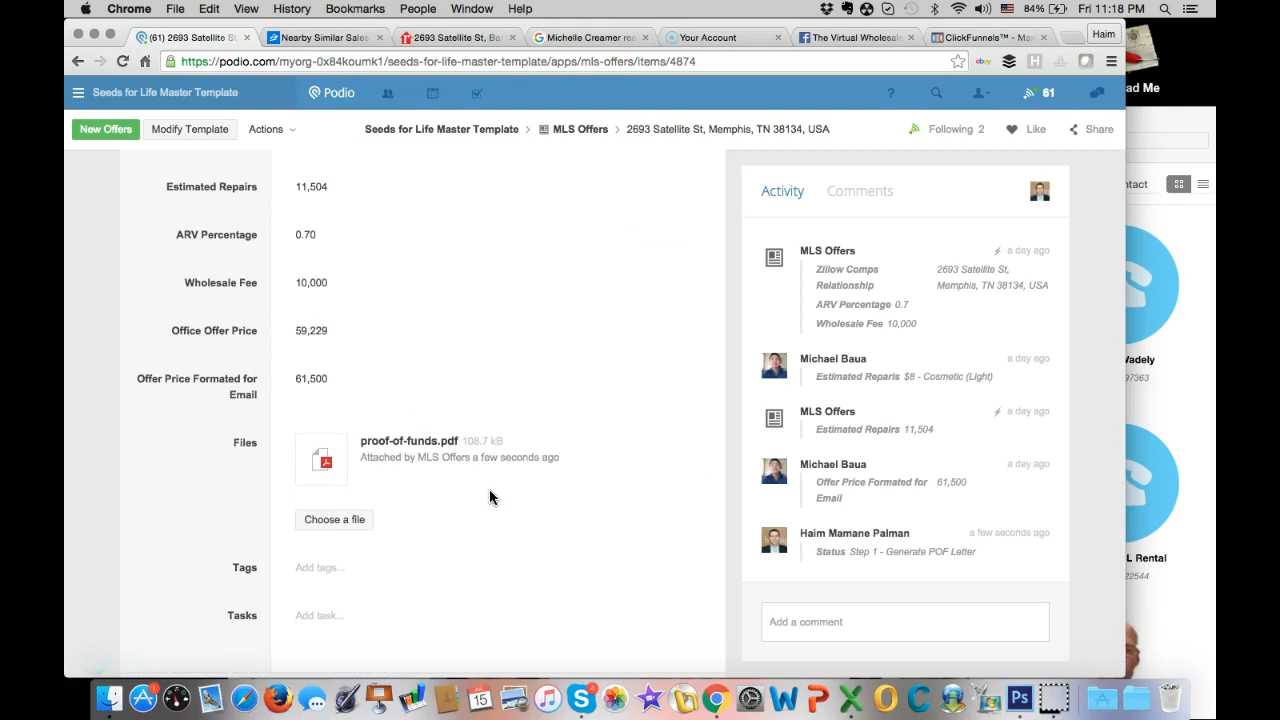 Chrome File Edit View History Bookmarks People Window Help
84% Fri 11:18 PM
(61) 2693 Satellite S
Nearby Similar Sales
2693 Satellite St, Ba
Michelle Creamer rea
Your Account
The Virtual Wholesale
ClickFunnels™ - Ma
Haim
https://podio.com/myorg-0x84koumk1/seeds-for-life-master-template/apps/mls-offers/items/4874
ebay
ad Me
Seeds for Life Master Template
Podio
? 61
New Offers Modify Template Actions
Seeds for Life Master Template > MLS Offers > 2693 Satellite St, Memphis, TN 38134, USA
Following 2 Like Share
ntact
Estimated Repairs 11,504
ARV Percentage 0.70
Wholesale Fee 10,000
Office Offer Price 59,229
Offer Price Formated for
Email
61,500
Files
proof-of-funds.pdf 108.7 kB
Attached by MLS Offers a few seconds ago
Choose a file
Tags Add tags...
Tasks Add task...
Activity Comments
MLS Offers a day ago
Zillow Comps
Relationship
2693 Satellite St,
Memphis, TN 38134, USA
ARV Percentage 0.7
Wholesale Fee 10,000
Michael Baua a day ago
Estimated Reparis $8 - Cosmetic (Light)
MLS Offers a day ago
Estimated Repairs 11,504
Michael Baua a day ago
Offer Price Formated for
Email
61,500
Haim Mamane Palman a few seconds ago
Status Step 1 - Generate POF Letter
Add a comment
Vadely
97363
L Rental
22544
1
JUL
15
4